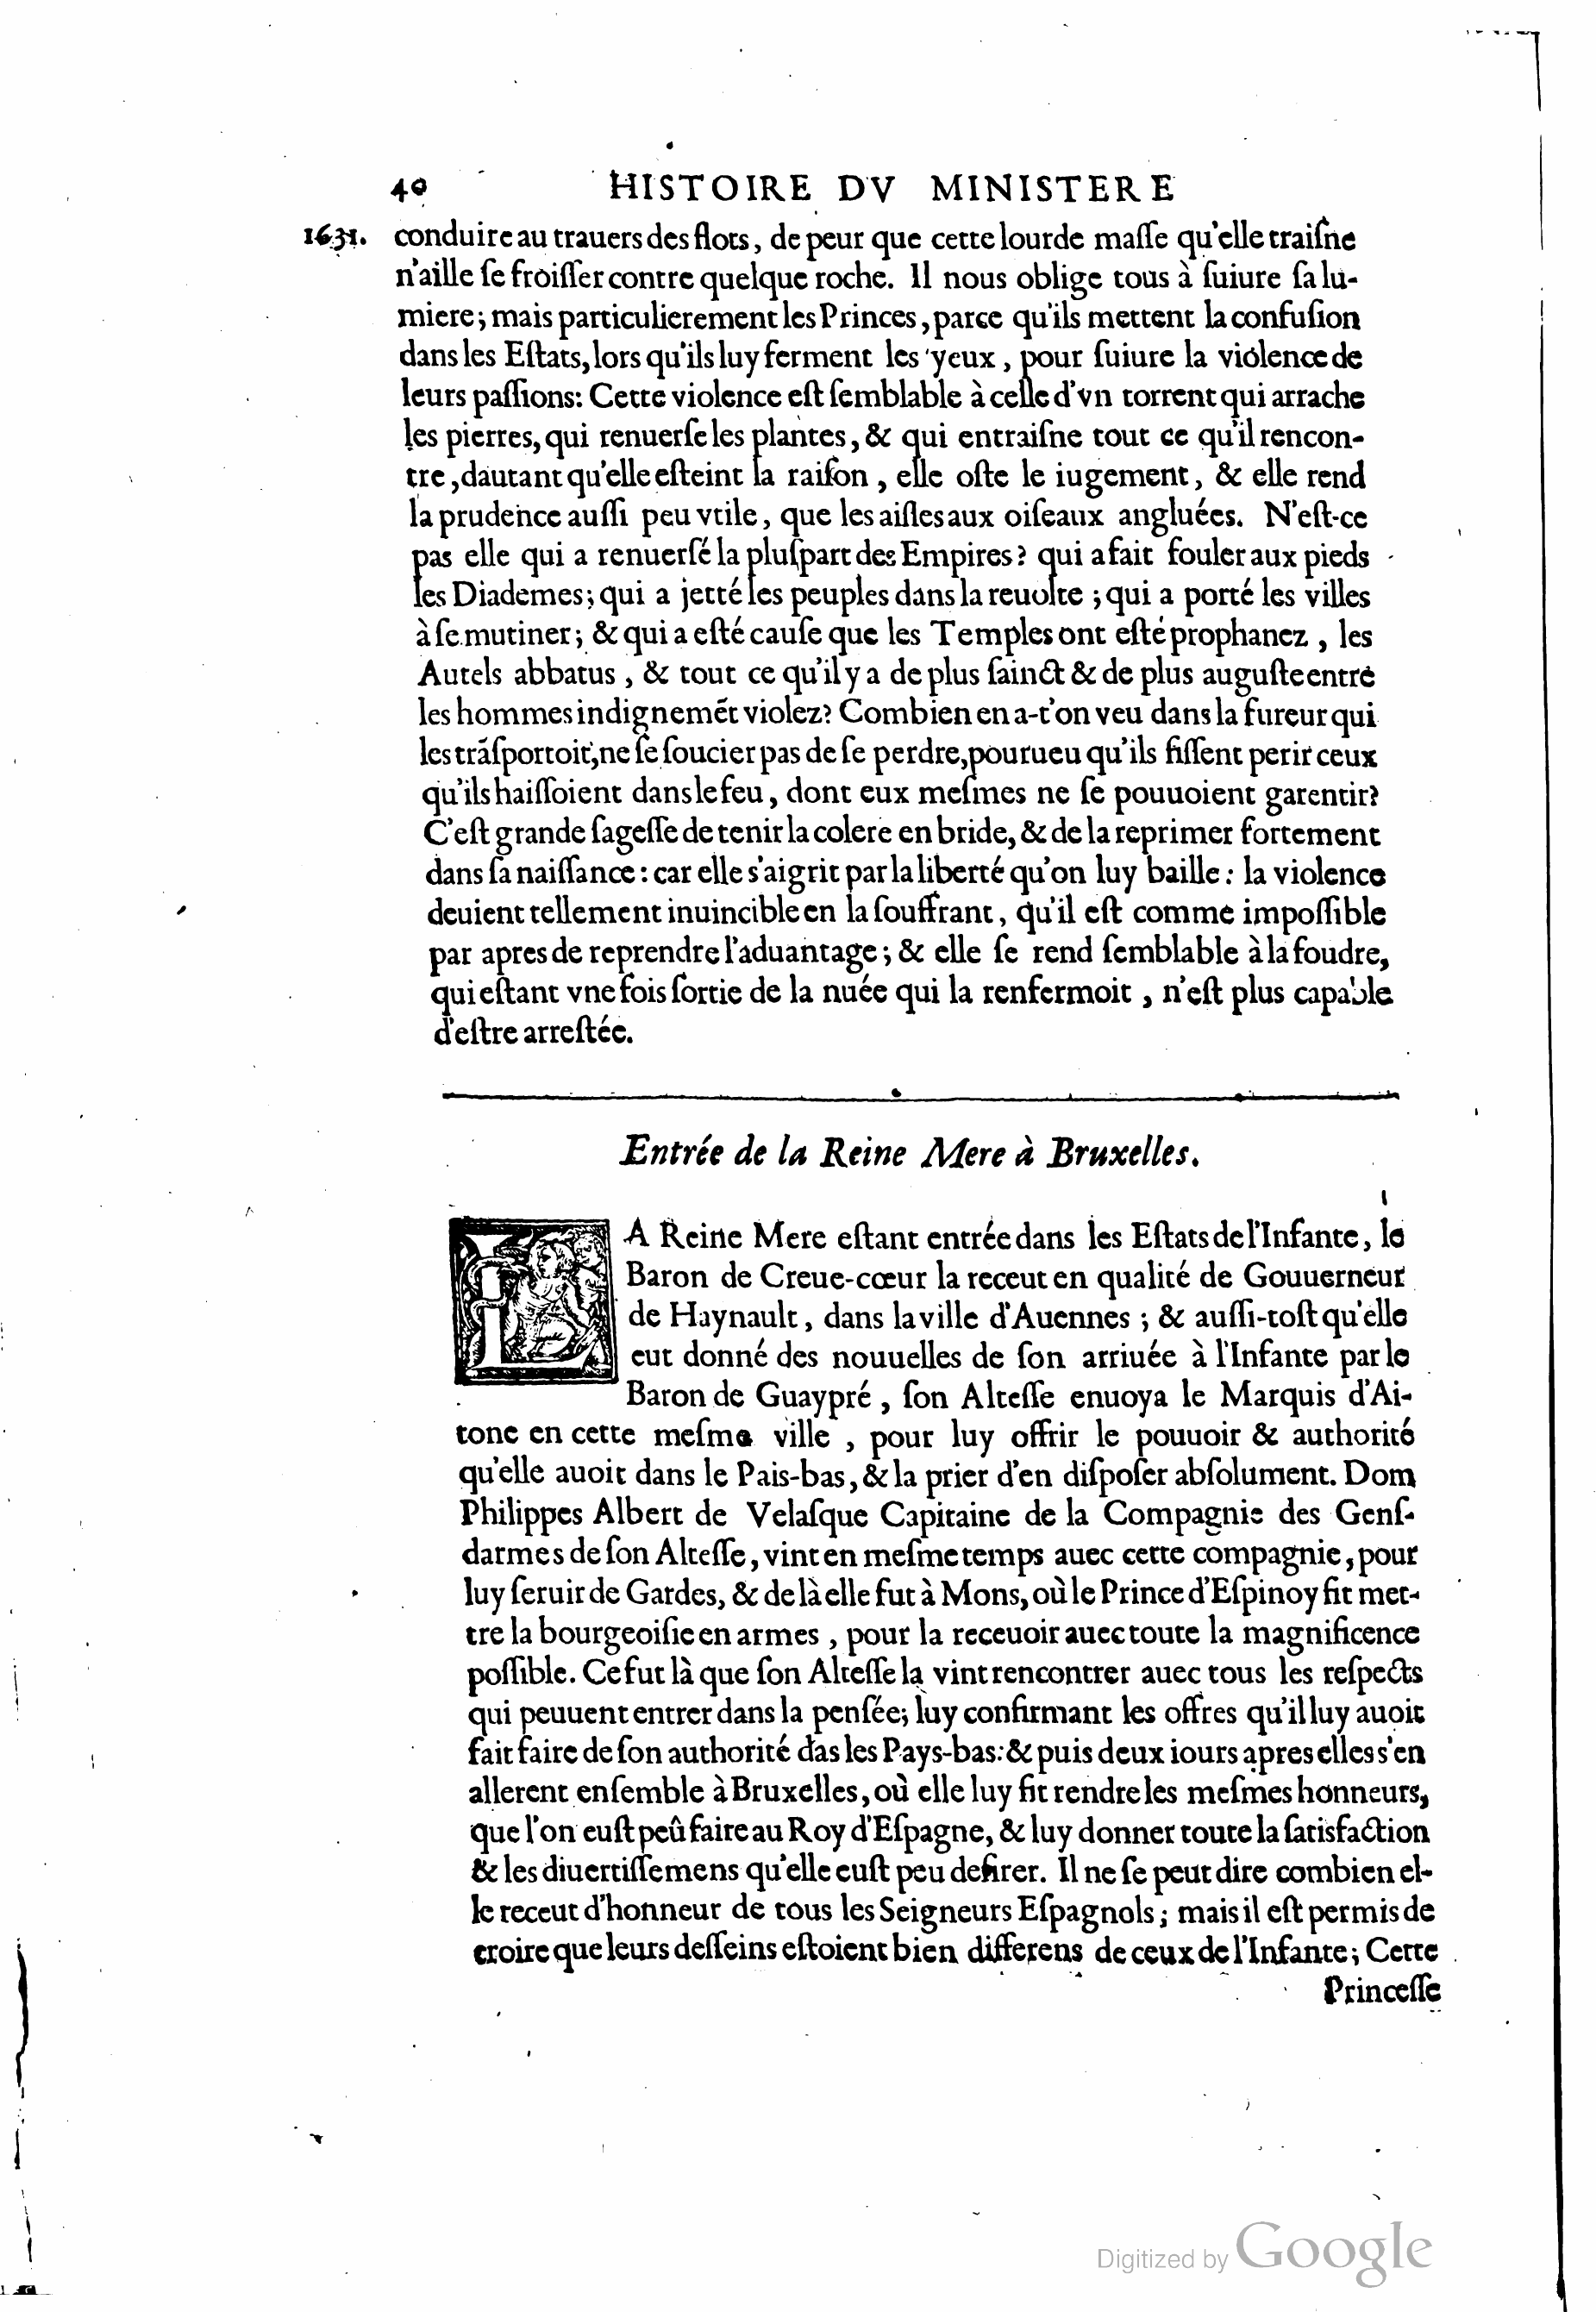 40 HISTOIRE DV MINISTERE
1631. conduire au trauers des flots, de peur que cette lourde maſſe qu'elle traiſne
n'aille ſe froiſſer contre quelque roche. Il nous oblige tous à ſuiure ſa lu-
miere; mais particulierement les Princes, parce qu'ils mettent la confuſion
dans les Eſtats, lors qu'ils luy ferment les yeux, pour ſuiure la violence de
leurs paſſions: Cette violence eſt ſemblable à celle d'vn torrent qui arrache
les pierres, qui renuerſe les plantes, & qui entraiſne tout ce qu'il rencon-
tre, dautant qu'elle eſteint la raiſon, elle oſte le iugement, & elle rend
la prudence auſſi peu vtile, que les aiſles aux oiſeaux angluées. N'eſt-ce
pas elle qui a renuerſé la pluſpart des Empires? qui a fait fouler aux pieds
les Diademes; qui a jetté les peuples dans la reuolte; qui a porté les villes
à ſe mutiner; & qui a eſté cauſe que les Temples ont eſté prophanez, les
Autels abbatus, & tout ce qu'il y a de plus ſainct & de plus auguſte entre
les hommes indignemẽt violez? Combien en a-t'on veu dans la fureur qui
les trãſportoit, ne ſe ſoucier pas de ſe perdre, pourueu qu'ils fiſſent perir ceux
qu'ils haiſſoient dans le feu, dont eux meſmes ne ſe pouuoient garentir?
C'eſt grande ſageſſe de tenir la colere en bride, & de la reprimer fortement
dans ſa naiſſance: car elle s'aigrit par la liberté qu'on luy baille: la violence
deuient tellement inuincible en la ſouffrant, qu'il eſt comme impoſſible
par apres de reprendre l'aduantage; & elle ſe rend ſemblable à la foudre,
qui eſtant vne fois ſortie de la nuée qui la renfermoit, n'eſt plus capable
d'eſtre arreſtée.
Entrée de la Reine Mere à Bruxelles.
LA Reine Mere eſtant entrée dans les Eſtats de l'Infante, le
Baron de Creue-cœur la receut en qualité de Gouuerneur
de Haynault, dans la ville d'Auennes; & auſſi-toſt qu'elle
eut donné des nouuelles de ſon arriuée à l'Infante par le
Baron de Guaypré, ſon Alteſſe enuoya le Marquis d'Ai-
tone en cette meſme ville, pour luy offrir le pouuoir & authorité
qu'elle auoit dans le Pais-bas, & la prier d'en diſpoſer abſolument. Dom
Philippes Albert de Velaſque Capitaine de la Compagnie des Genſ-
darmes de ſon Alteſſe, vint en meſme temps auec cette compagnie, pour
luy ſeruir de Gardes, & de là elle fut à Mons, où le Prince d'Eſpinoy fit met-
tre la bourgeoiſie en armes, pour la receuoir auec toute la magnificence
poſſible. Ce fut là que ſon Alteſſe la vint rencontrer auec tous les reſpects
qui peuuent entrer dans la penſée; luy confirmant les offres qu'il luy auoit
fait faire de ſon authorité dãs les Pays-bas: & puis deux iours apres elles s'en
allerent enſemble à Bruxelles, où elle luy fit rendre les meſmes honneurs,
que l'on euſt peû faire au Roy d'Eſpagne, & luy donner toute la ſatisfaction
& les diuertiſſemens qu'elle euſt peu deſirer. Il ne ſe peut dire combien el-
le receut d'honneur de tous les Seigneurs Eſpagnols; mais il eſt permis de
croire que leurs deſſeins eſtoient bien differens de ceux de l'Infante; Cette
Princeſſe
Digitized by Google